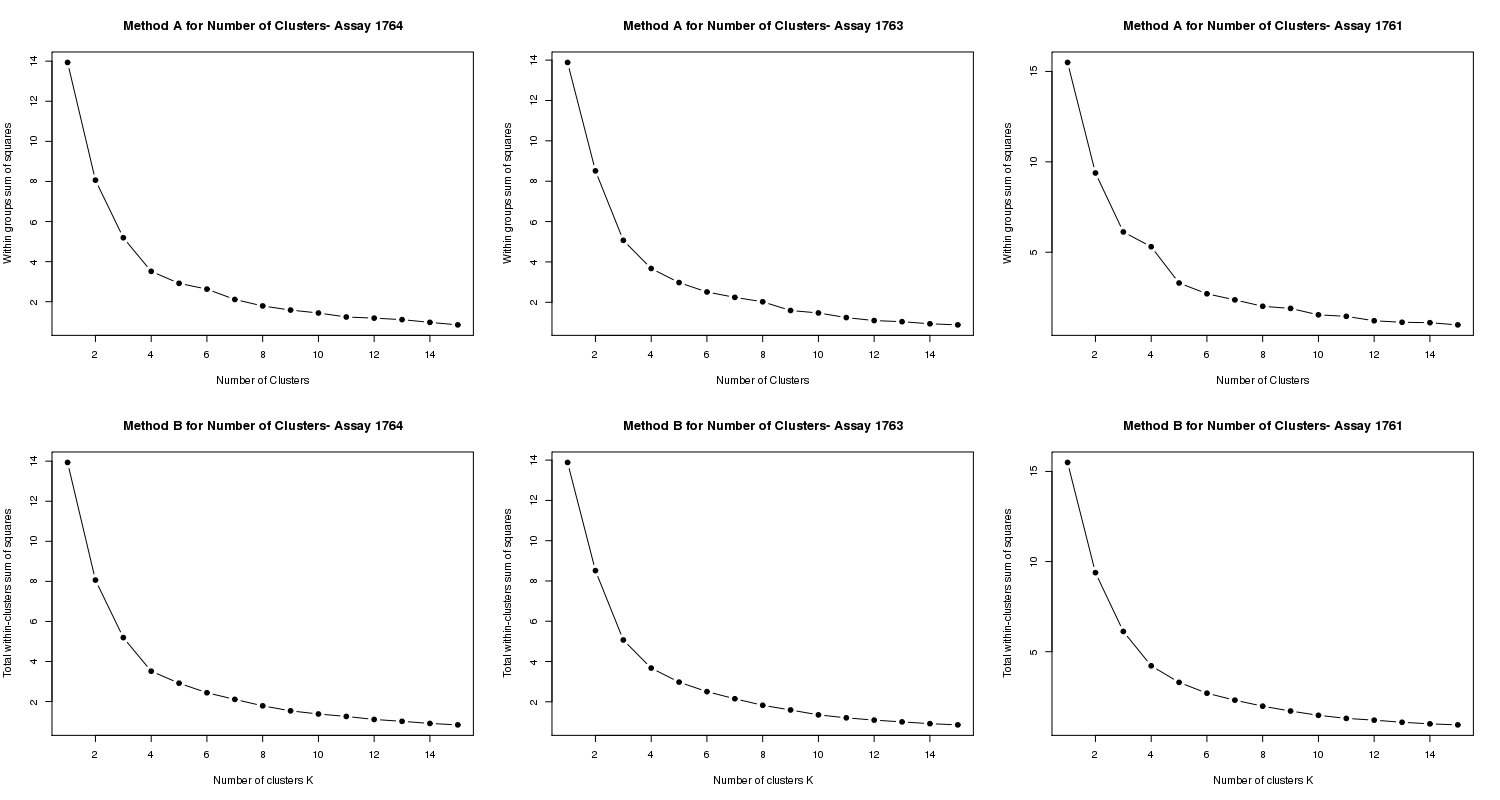 Method A for Number of Clusters- Assay 1764
Within groups sum of squares
14
12
10
8
6
4
2
2 4 6 8 10 12 14
Number of Clusters
Method A for Number of Clusters- Assay 1763
Within groups sum of squares
14
12
10
8
6
4
2
2 4 6 8 10 12 14
Number of Clusters
Method A for Number of Clusters- Assay 1761
Within groups sum of squares
15
10
5
2 4 6 8 10 12 14
Number of Clusters
Method B for Number of Clusters- Assay 1764
Total within-clusters sum of squares
14
12
10
8
6
4
2
2 4 6 8 10 12 14
Number of clusters K
Method B for Number of Clusters- Assay 1763
Total within-clusters sum of squares
14
12
10
8
6
4
2
2 4 6 8 10 12 14
Number of clusters K
Method B for Number of Clusters- Assay 1761
Total within-clusters sum of squares
15
10
5
2 4 6 8 10 12 14
Number of clusters K